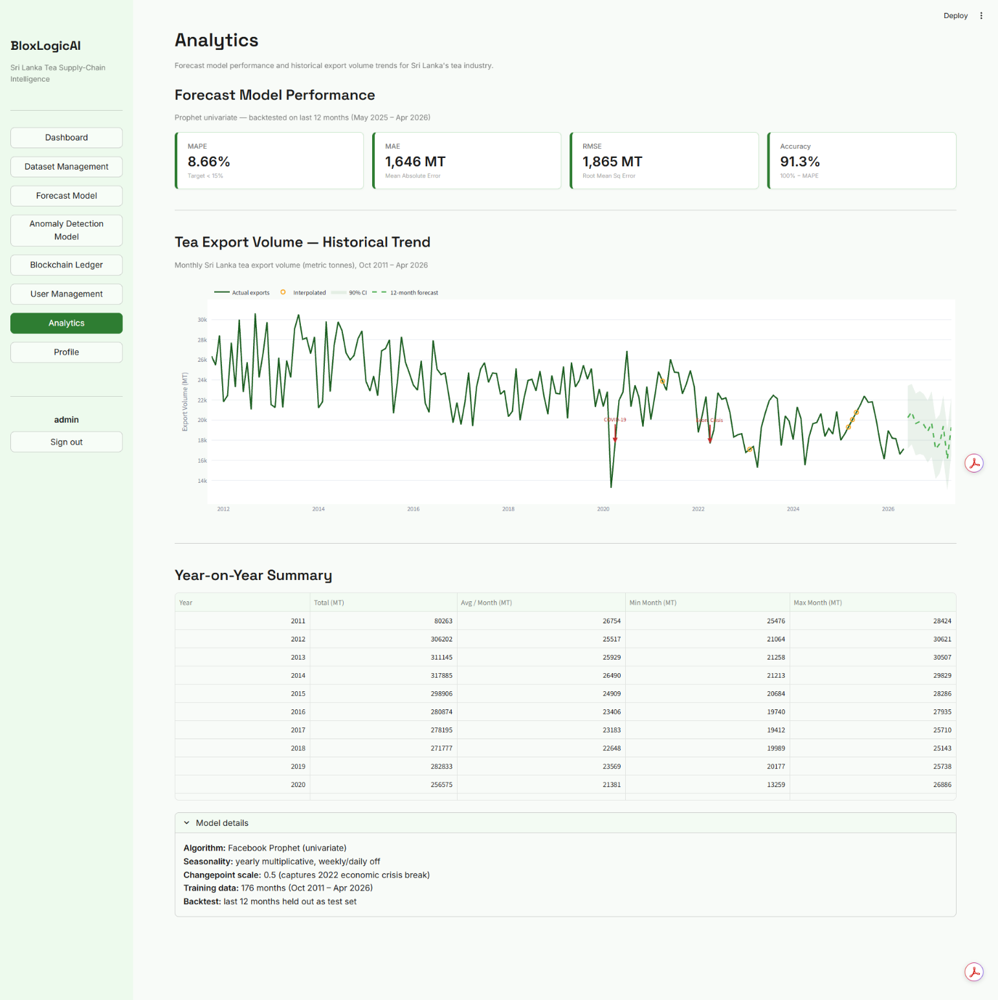 Deploy
BloxLogicAI
Sri Lanka Tea Supply-Chain
Intelligence
Dashboard
Dataset Management
Forecast Model
Anomaly Detection
Model
Blockchain Ledger
User Management
Analytics
Profile
admin
Sign out
Analytics
Forecast model performance and historical export volume trends for Sri Lanka's tea industry.
Forecast Model Performance
Prophet univariate — backtested on last 12 months (May 2025 – Apr 2026)
MAPE
8.66%
Target < 15%
MAE
1,646 MT
Mean Absolute Error
RMSE
1,865 MT
Root Mean Sq Error
Accuracy
91.3%
100% − MAPE
Tea Export Volume — Historical Trend
Monthly Sri Lanka tea export volume (metric tonnes), Oct 2011 – Apr 2026
Actual exports Interpolated 90% CI 12-month forecast
Export Volume (MT)
30k
28k
26k
24k
22k
20k
18k
16k
14k
COVID-19
Econ. Crisis
2012 2014 2016 2018 2020 2022 2024 2026
Year-on-Year Summary
Year Total (MT) Avg / Month (MT) Min Month (MT) Max Month (MT)
2011 80263 26754 25476 28424
2012 306202 25517 21064 30621
2013 311145 25929 21258 30507
2014 317885 26490 21213 29829
2015 298906 24909 20684 28286
2016 280874 23406 19740 27935
2017 278195 23183 19412 25710
2018 271777 22648 19989 25143
2019 282833 23569 20177 25738
2020 256575 21381 13259 26886
Model details
Algorithm: Facebook Prophet (univariate)
Seasonality: yearly multiplicative, weekly/daily off
Changepoint scale: 0.5 (captures 2022 economic crisis break)
Training data: 176 months (Oct 2011 – Apr 2026)
Backtest: last 12 months held out as test set